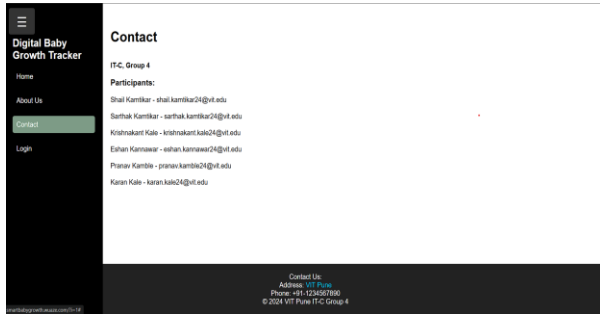 Digital Baby
Growth Tracker
Home
About Us
Contact
Login
Contact
IT-C, Group 4
Participants:
Shail Kamtikar - shail.kamtikar24@vit.edu
Sarthak Kamtikar - sarthak.kamtikar24@vit.edu
Krishnakant Kale - krishnakant.kale24@vit.edu
Eshan Kannawar - eshan.kannawar24@vit.edu
Pranav Kamble - pranav.kamble24@vit.edu
Karan Kale - karan.kale24@vit.edu
Contact Us:
Address: VIT Pune
Phone: +91-1234567890
© 2024 VIT Pune IT-C Group 4